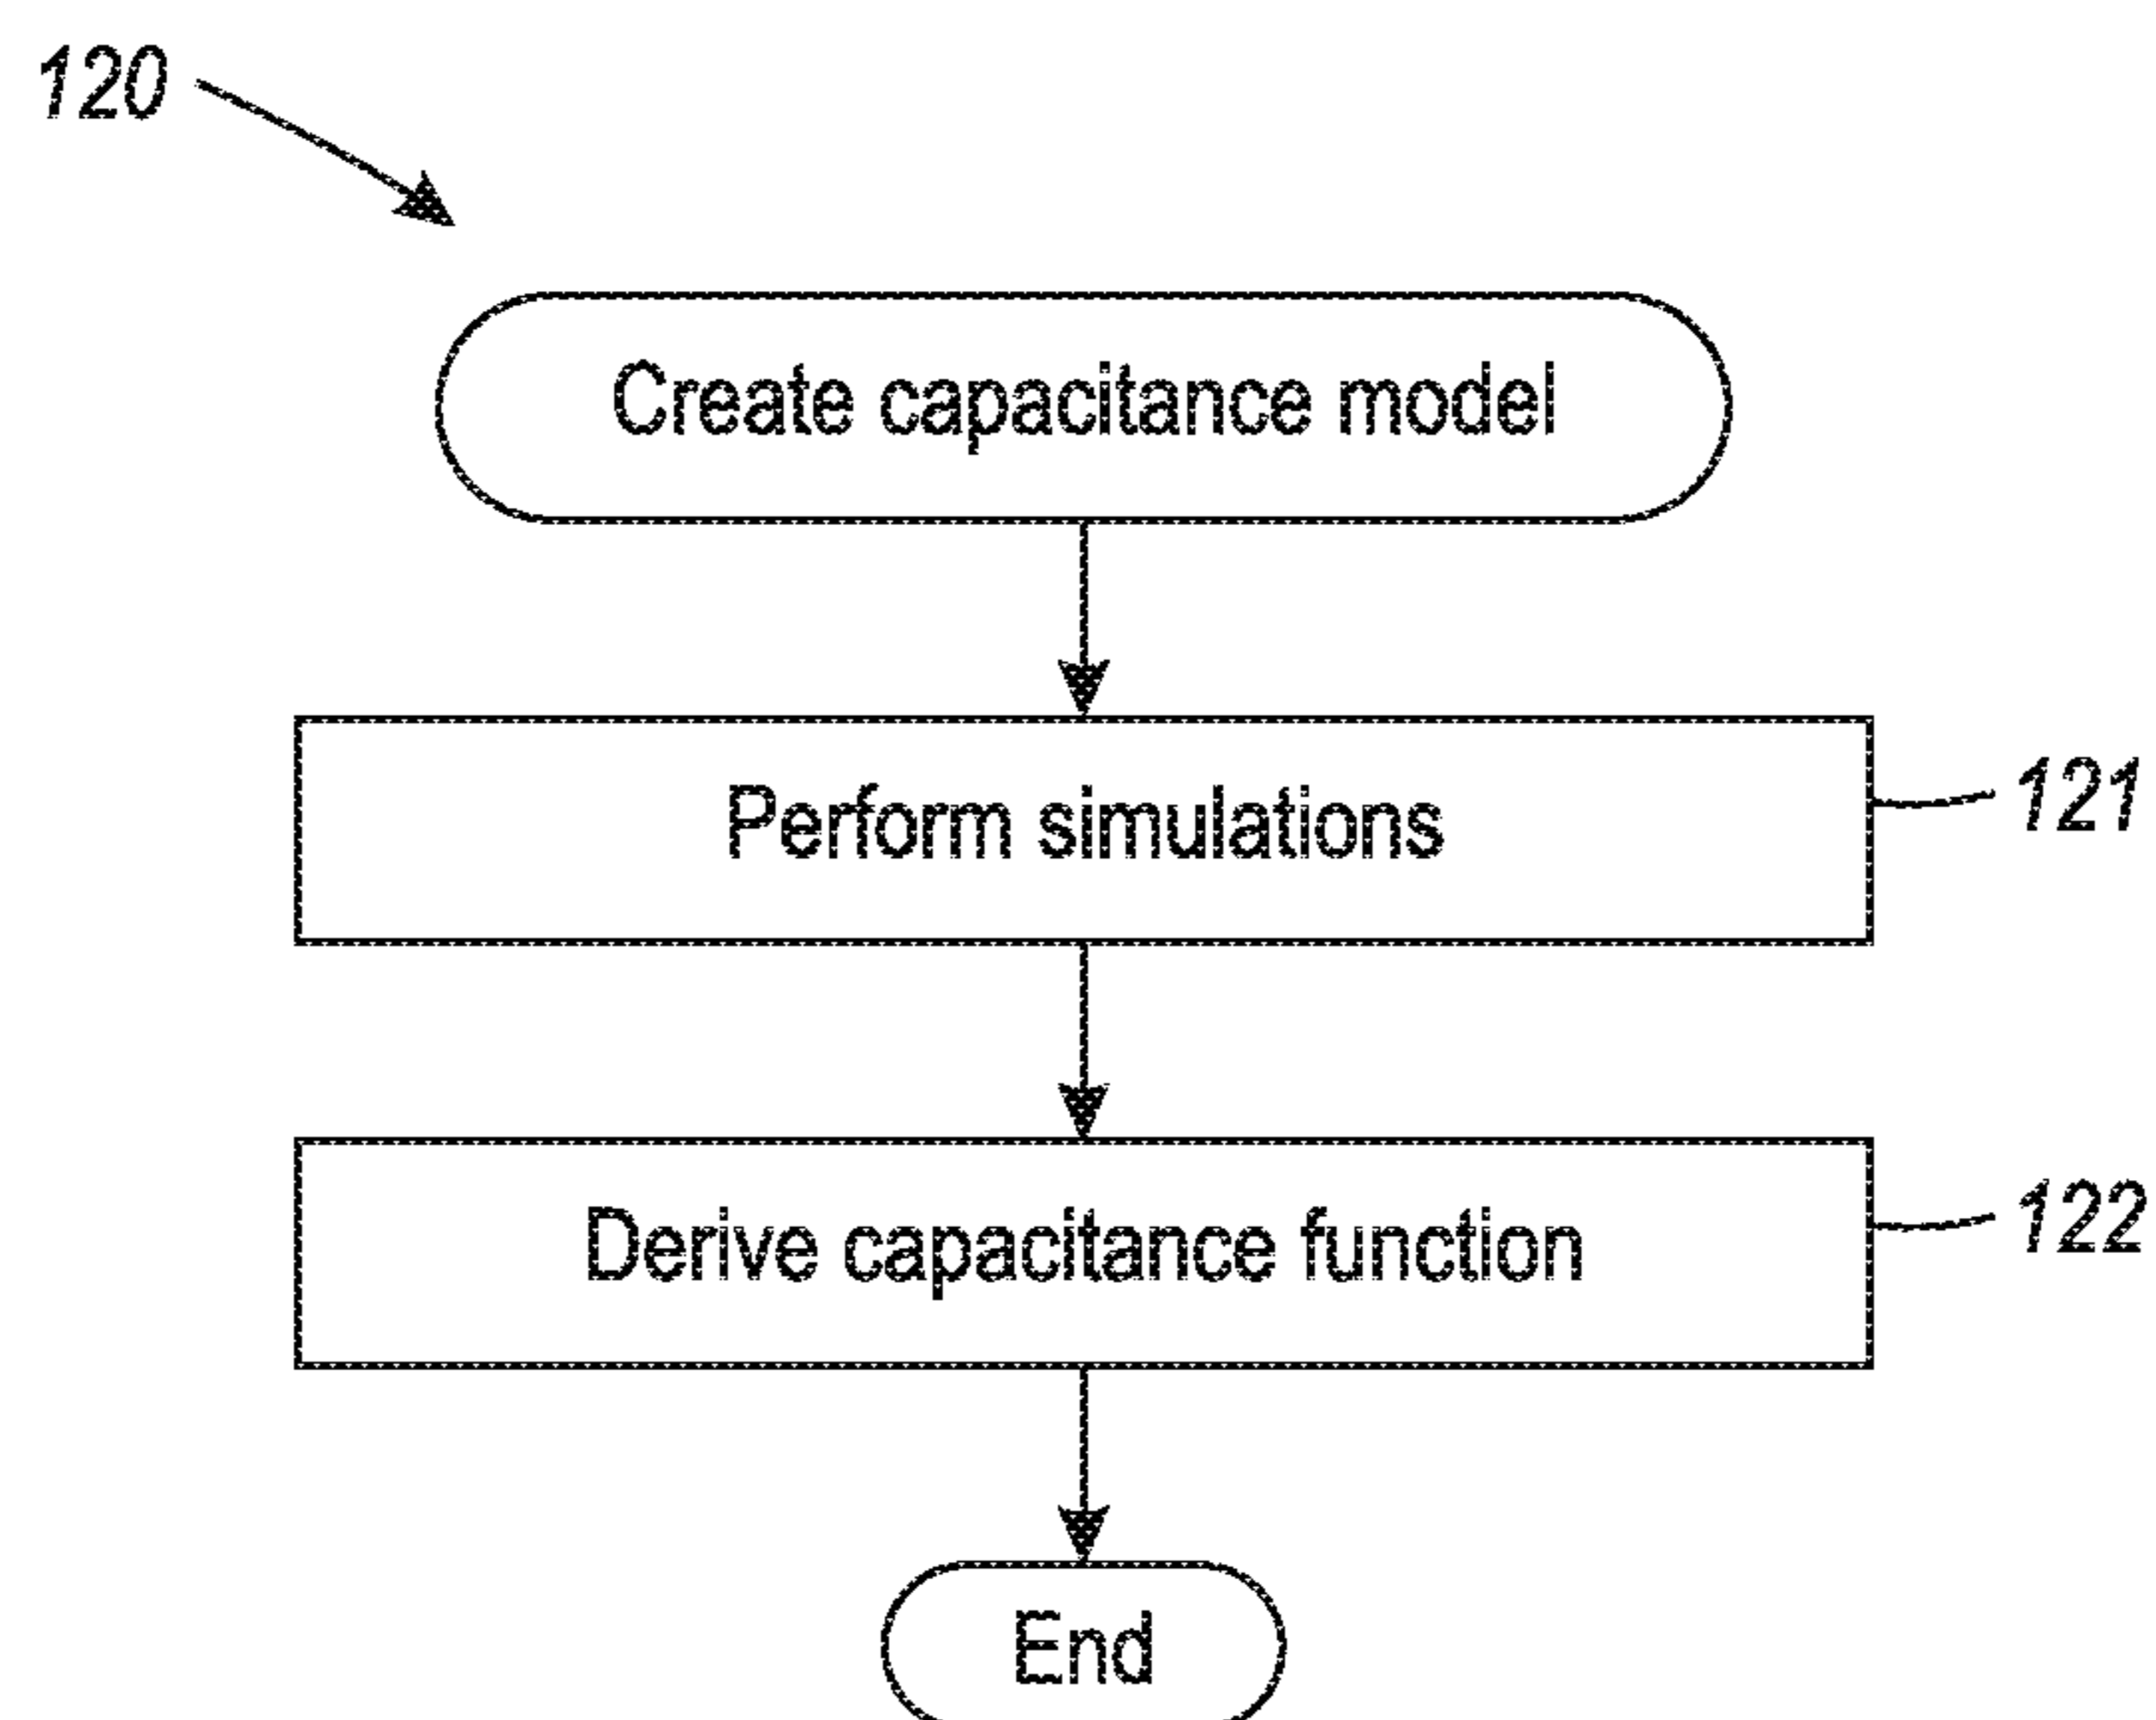 120
Create capacitance model
Perform simulations
121
Derive capacitance function
122
End